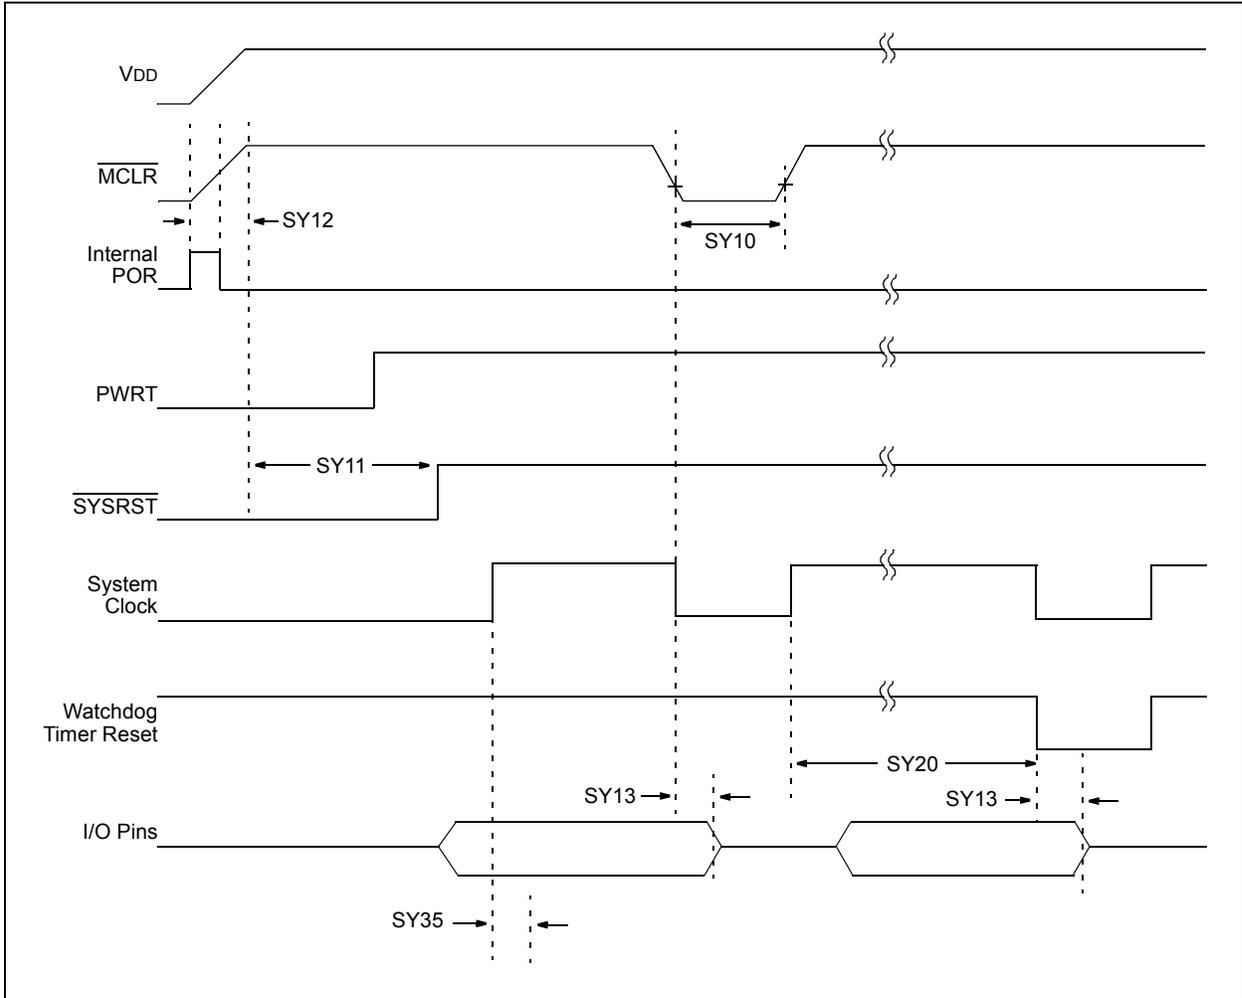 VDD
MCLR
SY12
SY10
Internal
POR
PWRT
SY11
SYSRST
System
Clock
Watchdog
Timer Reset
SY20
SY13
SY13
I/O Pins
SY35